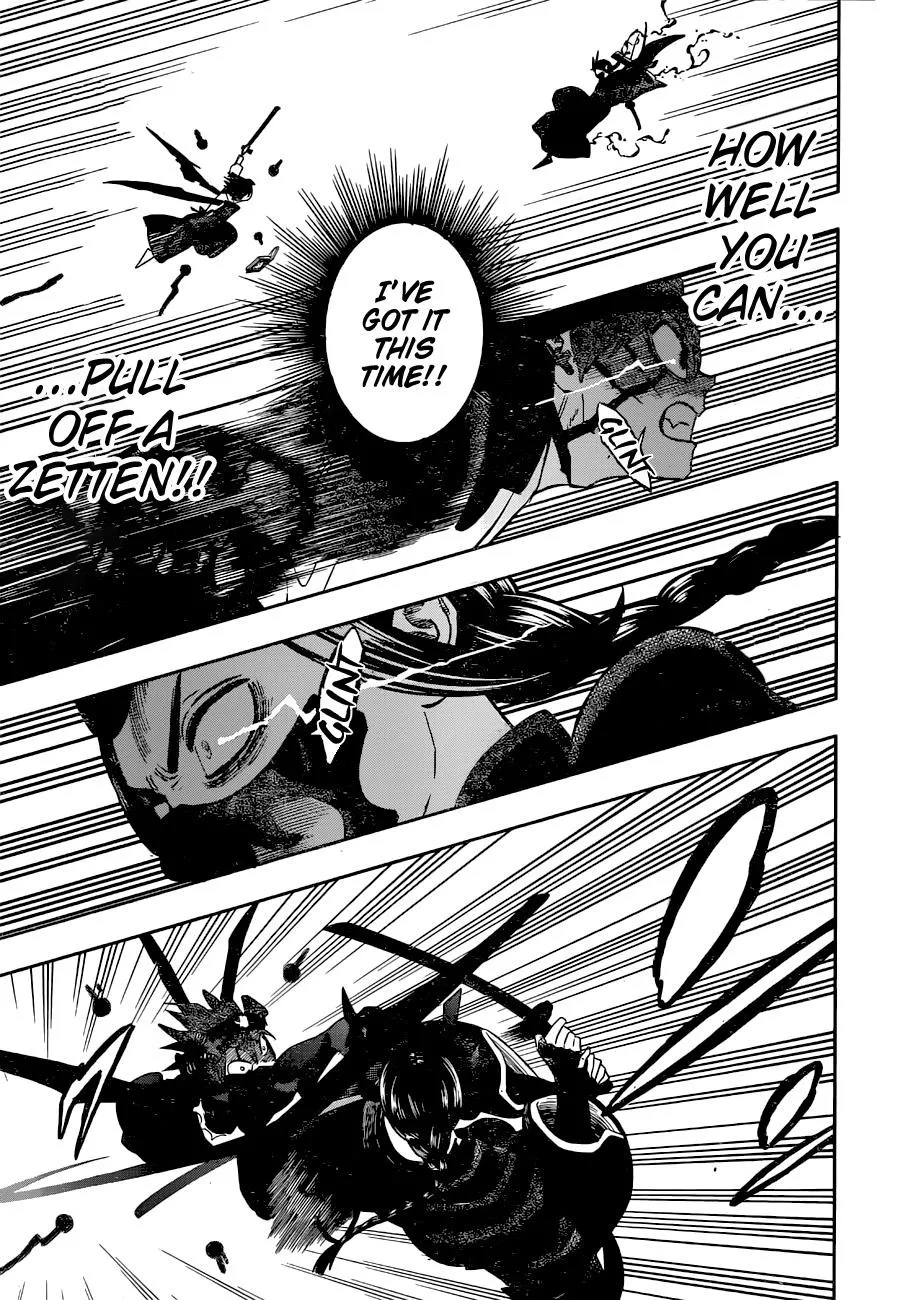 HOW
WELL
YOU
CAN...
I'VE
GOT IT
THIS
TIME!!
GLINT
...PULL
OFF A
ZETTEN!!
GLINT